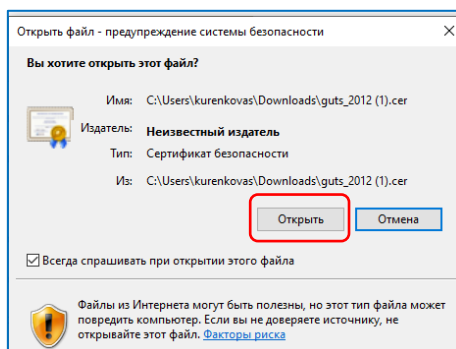 Открыть файл - предупреждение системы безопасности
Вы хотите открыть этот файл?
Имя: C:\Users\kurenkovas\Downloads\guts_2012 (1).cer
Издатель: Неизвестный издатель
Тип: Сертификат безопасности
Из: C:\Users\kurenkovas\Downloads\guts_2012 (1).cer
Открыть Отмена
Всегда спрашивать при открытии этого файла
Файлы из Интернета могут быть полезны, но этот тип файла может
повредить компьютер. Если вы не доверяете источнику, не
открывайте этот файл. Факторы риска